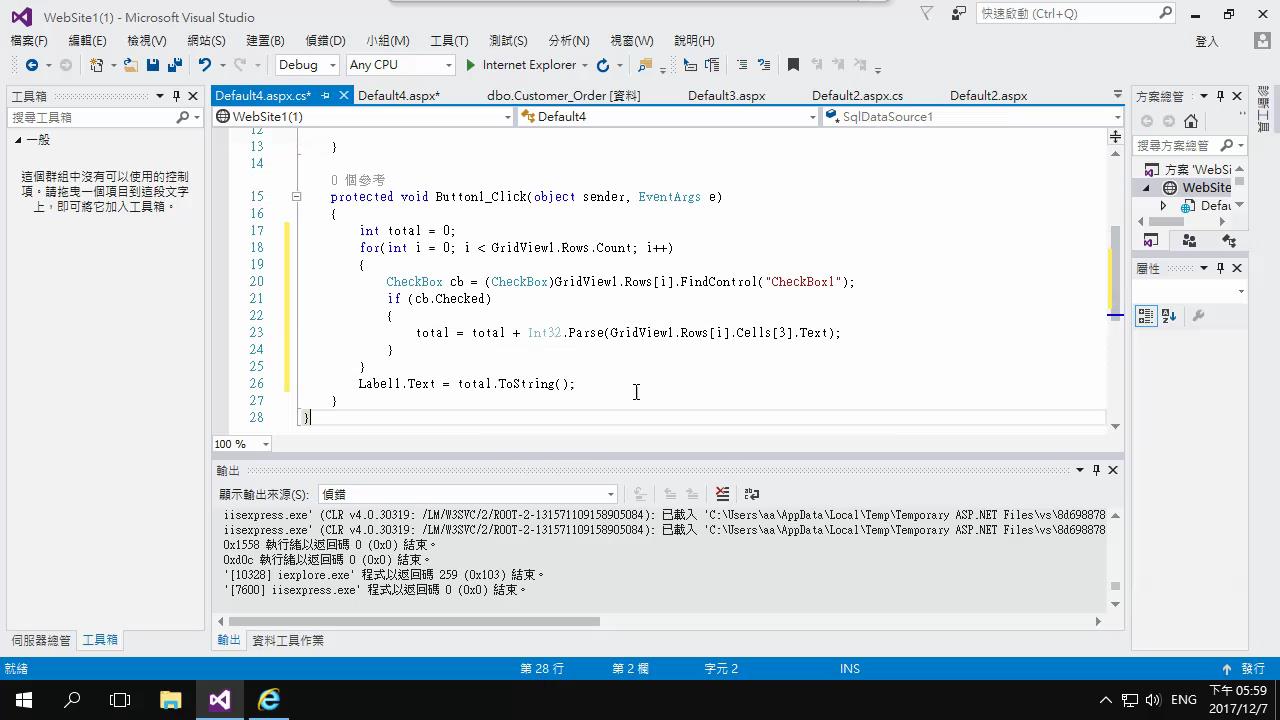 WebSite1(1) - Microsoft Visual Studio
快速啟動 (Ctrl+Q)
檔案(F) 編輯(E) 檢視(V) 網站(S) 建置(B) 偵錯(D) 小組(M) 工具(T) 測試(S) 分析(N) 視窗(W) 說明(H)
登入
Debug Any CPU Internet Explorer
工具箱
搜尋工具箱
一般
這個群組中沒有可以使用的控制
項。請拖曳一個項目到這段文字
上，即可將它加入工具箱。
Default4.aspx.cs* Default4.aspx* dbo.Customer_Order [資料] Default3.aspx Default2.aspx.cs Default2.aspx
WebSite1(1) Default4 SqlDataSource1
12
13 }
14
0 個參考
15 protected void Button1_Click(object sender, EventArgs e)
16 {
17 int total = 0;
18 for(int i = 0; i < GridView1.Rows.Count; i++)
19 {
20 CheckBox cb = (CheckBox)GridView1.Rows[i].FindControl("CheckBox1");
21 if (cb.Checked)
22 {
23 total = total + Int32.Parse(GridView1.Rows[i].Cells[3].Text);
24 }
25 }
26 Label1.Text = total.ToString();
27 }
28 }
100 %
輸出
顯示輸出來源(S): 偵錯
iisexpress.exe' (CLR v4.0.30319: /LM/W3SVC/2/ROOT-2-131571109158905084): 已載入 'C:\Users\aa\AppData\Local\Temp\Temporary ASP.NET Files\vs\8d698878
iisexpress.exe' (CLR v4.0.30319: /LM/W3SVC/2/ROOT-2-131571109158905084): 已載入 'C:\Users\aa\AppData\Local\Temp\Temporary ASP.NET Files\vs\8d698878
0x1558 執行緒以返回碼 0 (0x0) 結束。
0xd0c 執行緒以返回碼 0 (0x0) 結束。
'[10328] iexplore.exe' 程式以返回碼 259 (0x103) 結束。
'[7600] iisexpress.exe' 程式以返回碼 0 (0x0) 結束。
伺服器總管 工具箱
輸出 資料工具作業
方案總管
搜尋方案總管
方案 'WebSi
WebSite
Defau
屬性
就緒 第 28 行 第 2 欄 字元 2 INS 發行
ENG
下午 05:59
2017/12/7